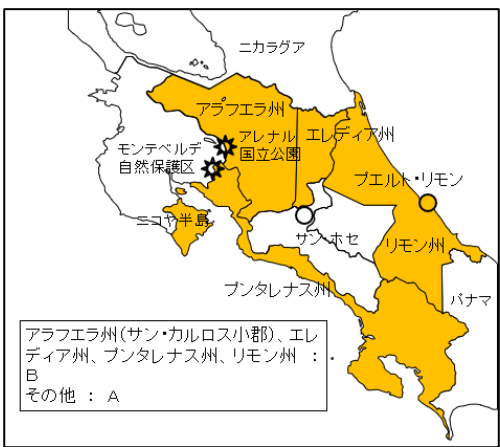 ニカラグア
アラフエラ州
アレナル
国立公園
エレディア州
モンテベルデ
自然保護区
プエルト・リモン
ニコヤ半島
サン・ホセ
リモン州
プンタレナス州
パナマ
アラフエラ州(サン・カルロス小郡)、エレ
ディア州、プンタレナス州、リモン州 :
B
その他 : A